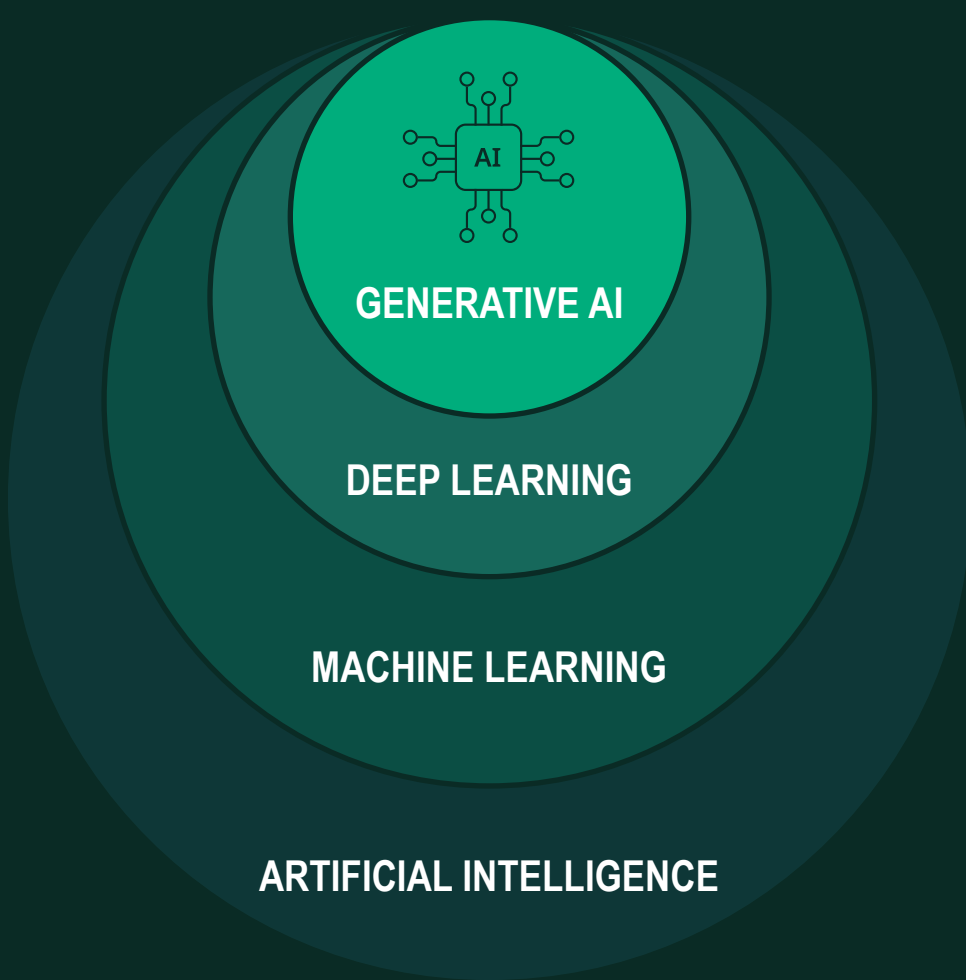 AI
GENERATIVE AI
DEEP LEARNING
MACHINE LEARNING
ARTIFICIAL INTELLIGENCE